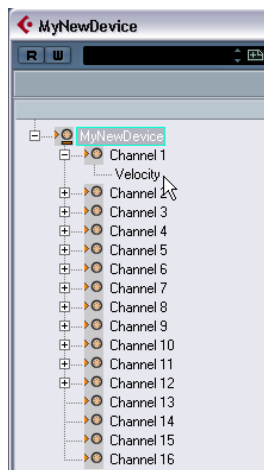 MyNewDevice
R W
MyNewDevice
Channel 1
Velocity
Channel 2
Channel 3
Channel 4
Channel 5
Channel 6
Channel 7
Channel 8
Channel 9
Channel 10
Channel 11
Channel 12
Channel 13
Channel 14
Channel 15
Channel 16